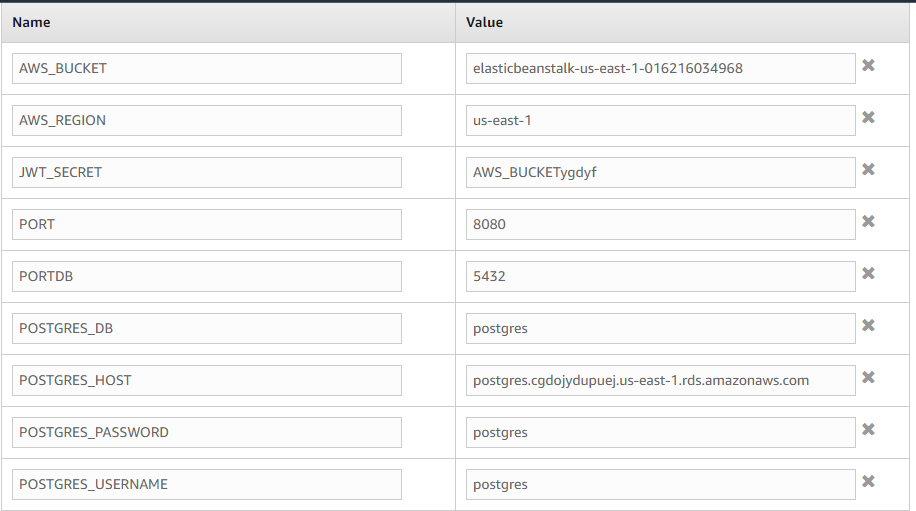 Name Value
AWS_BUCKET elasticbeanstalk-us-east-1-016216034968
AWS_REGION us-east-1
JWT_SECRET AWS_BUCKETygdyf
PORT 8080
PORTDB 5432
POSTGRES_DB postgres
POSTGRES_HOST postgres.cgdojydupuej.us-east-1.rds.amazonaws.com
POSTGRES_PASSWORD postgres
POSTGRES_USERNAME postgres